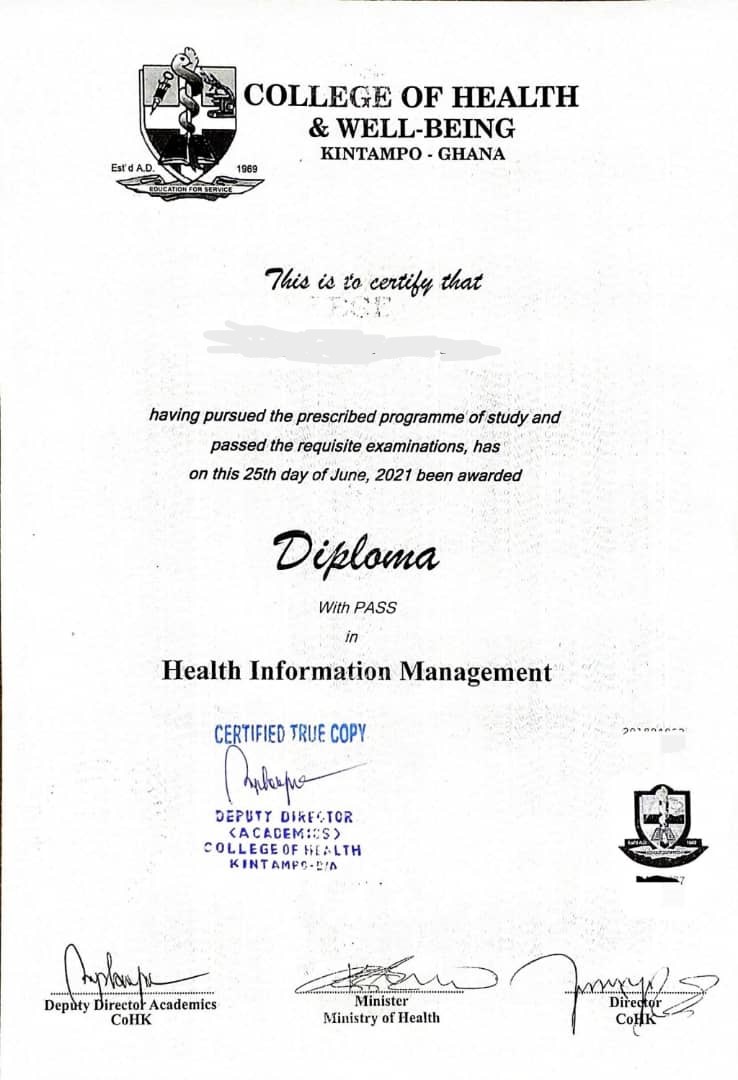 COLLEGE OF HEALTH
& WELL-BEING
KINTAMPO - GHANA
Est'd A.D. 1969
EDUCATION FOR SERVICE
This is to certify that
having pursued the prescribed programme of study and
passed the requisite examinations, has
on this 25th day of June, 2021 been awarded
Diploma
With PASS
in
Health Information Management
CERTIFIED TRUE COPY
DEPUTY DIRECTOR
(ACADEMICS)
COLLEGE OF HEALTH
KINTAMPO-B/A
Deputy Director Academics
CoHK
Minister
Ministry of Health
Director
CoHK